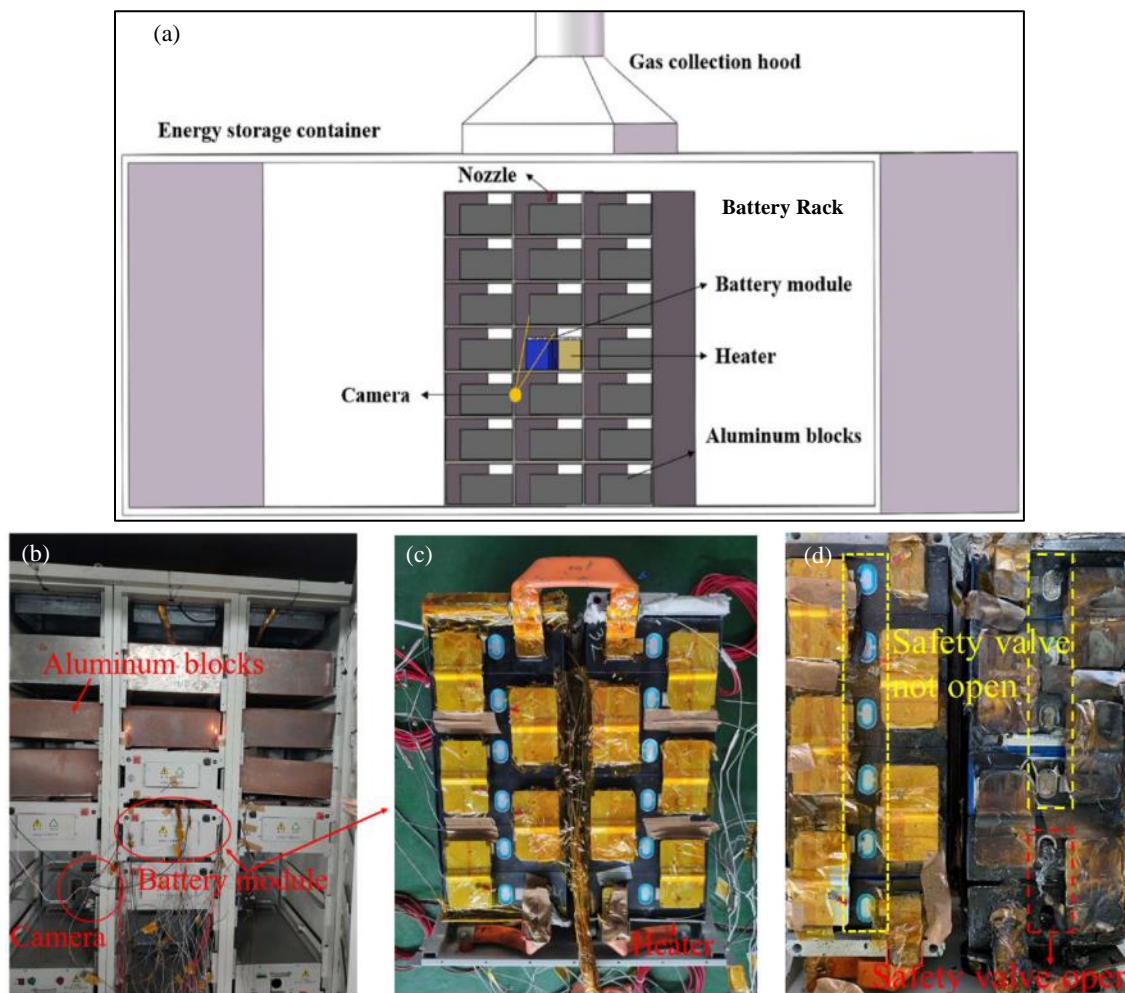 (a)
Gas collection hood
Energy storage container
Nozzle
Battery Rack
Battery module
Heater
Camera
Aluminum blocks
(b)
Aluminum blocks
Battery module
Camera
(c)
Heater
(d)
Safety valve
not open
Safety valve open